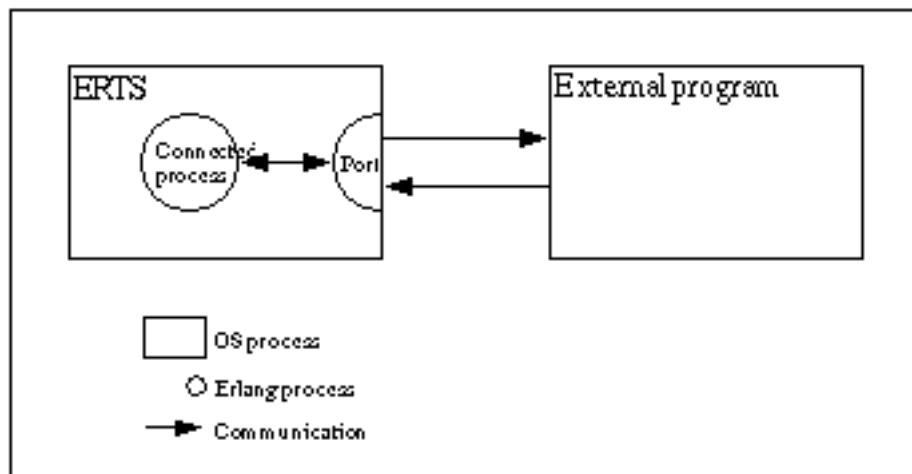 ERTS
External program
Connected
process
Port
OS process
Erlang process
Communication